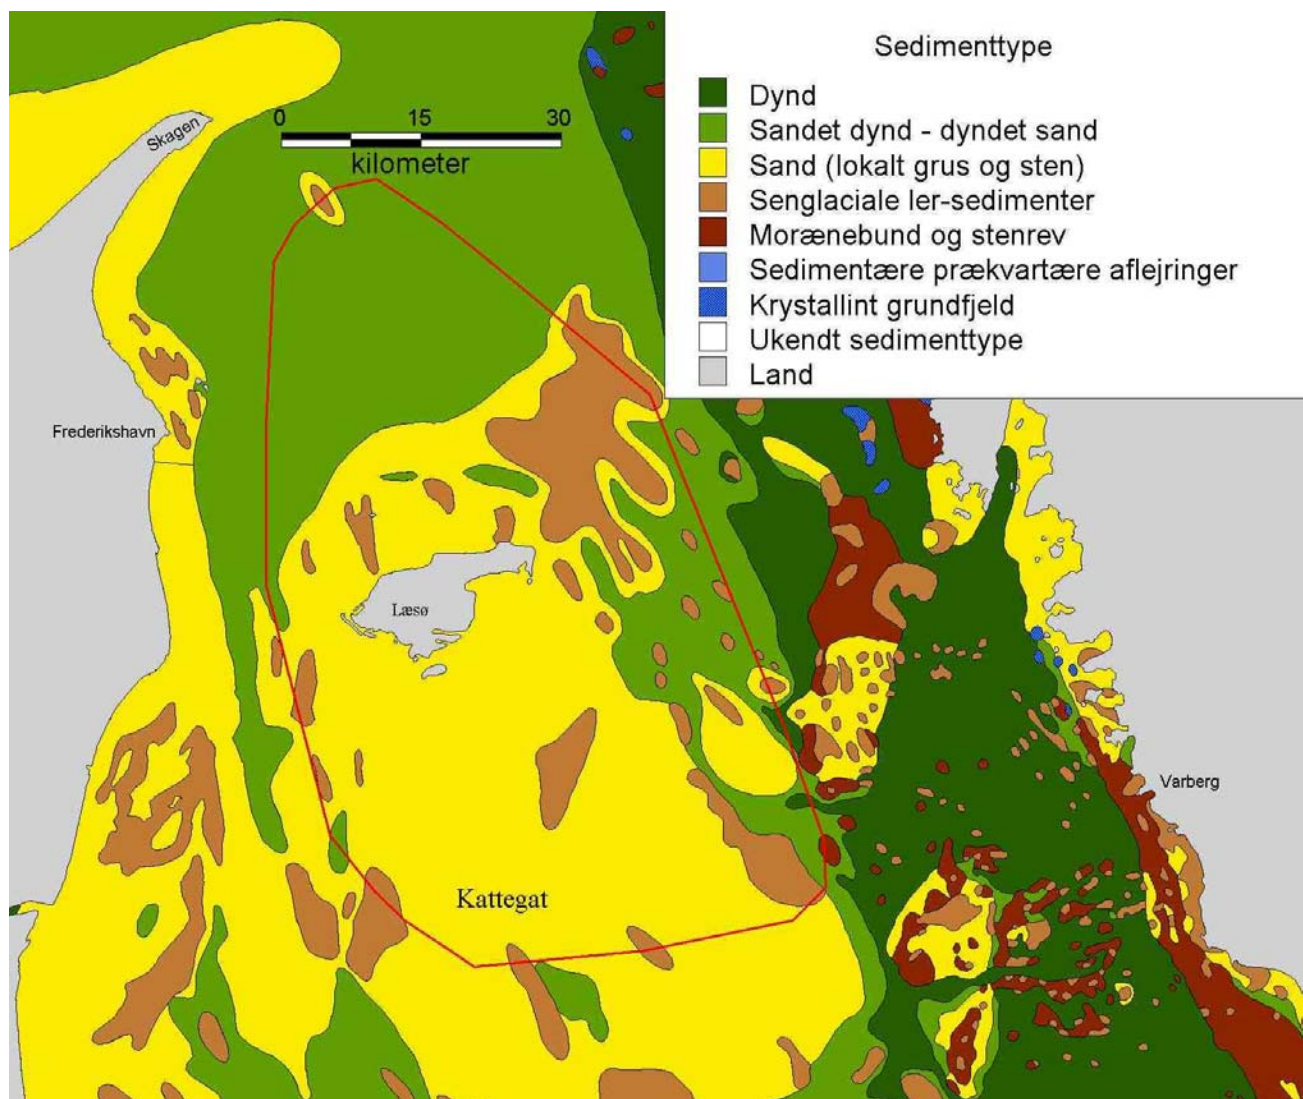 Sedimenttype
Dynd
Sandet dynd - dyndet sand
Sand (lokalt grus og sten)
Senglaciale ler-sedimenter
Morænebund og stenrev
Sedimentære prækvartære aflejringer
Krystallint grundfjeld
Ukendt sedimenttype
Land
0 15 30
kilometer
Skagen
Frederikshavn
Læsø
Varberg
Kattegat